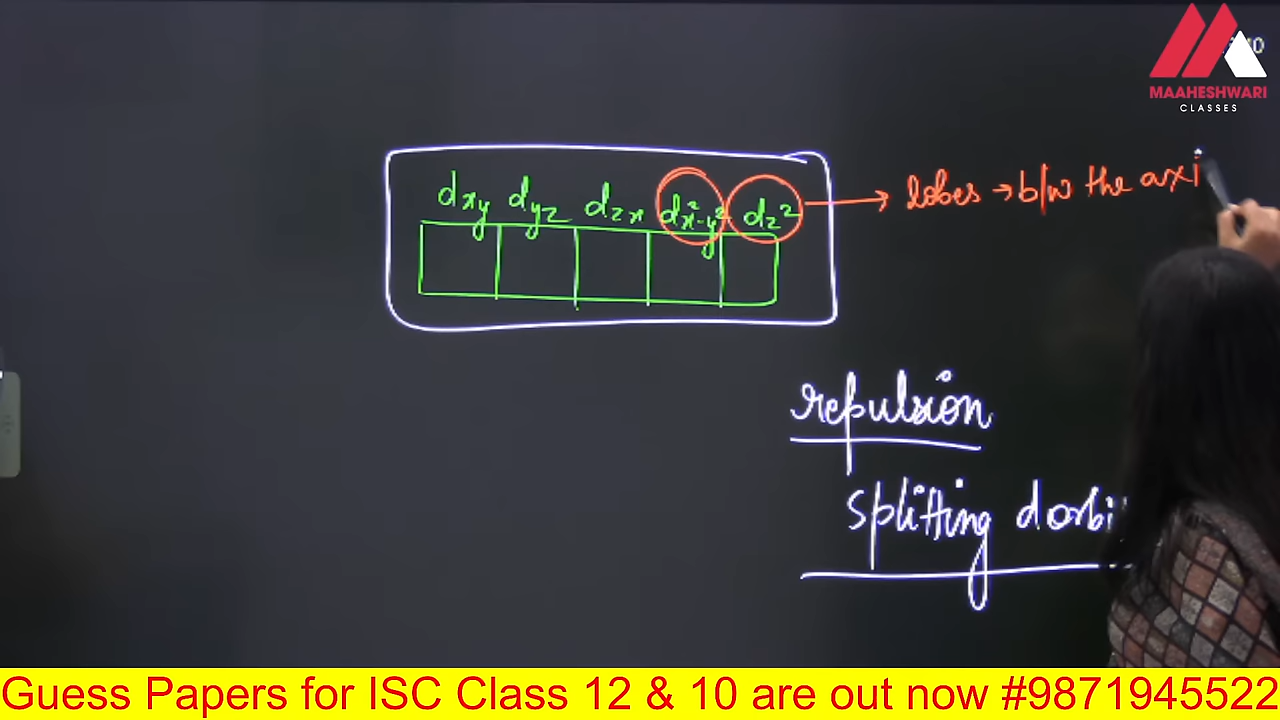 MAAHESHWARI
CLASSES
dxy dyz dzx dx²-y² dz² → lobes → b/w the axi
repulsion
splitting d orbi
Guess Papers for ISC Class 12 & 10 are out now #9871945522